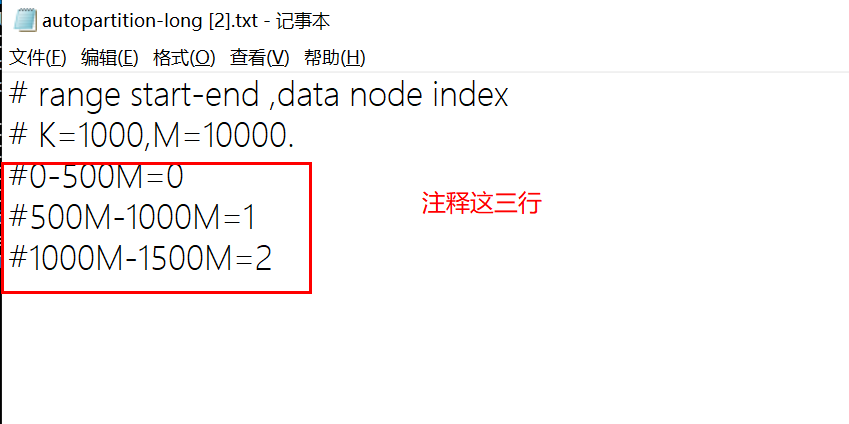 autopartition-long [2].txt - 记事本
文件(F) 编辑(E) 格式(O) 查看(V) 帮助(H)
# range start-end ,data node index
# K=1000,M=10000.
#0-500M=0
#500M-1000M=1
注释这三行
#1000M-1500M=2